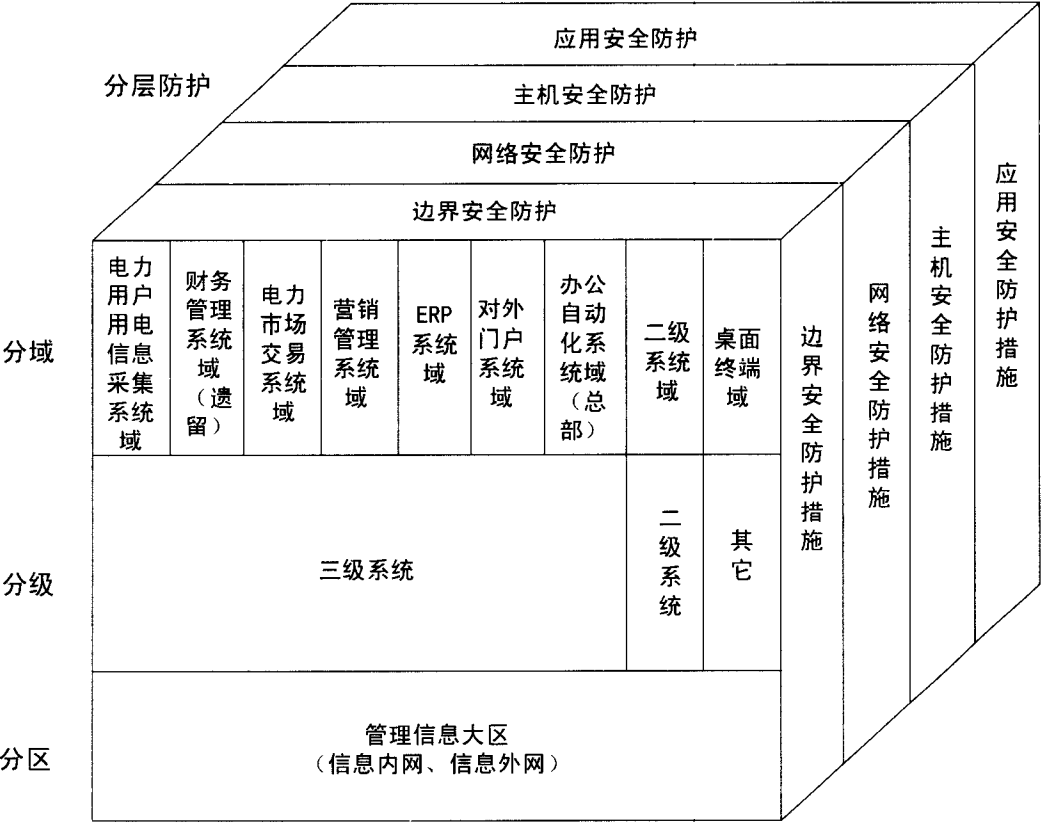 应用安全防护
分层防护
主机安全防护
网络安全防护
边界安全防护
分域
电力
用户
用电
信息
采集
系统
域
财务
管理
系统
域
（遗
留）
电力
市场
交易
系统
域
营销
管理
系统
域
ERP
系统
域
对外
门户
系统
域
办公
自动
化系
统域
（总
部）
二级
系统
域
桌面
终端
域
边界安全防护措施
网络安全防护措施
主机安全防护措施
应用安全防护措施
分级
三级系统
二级系统
其它
分区
管理信息大区
（信息内网、信息外网）